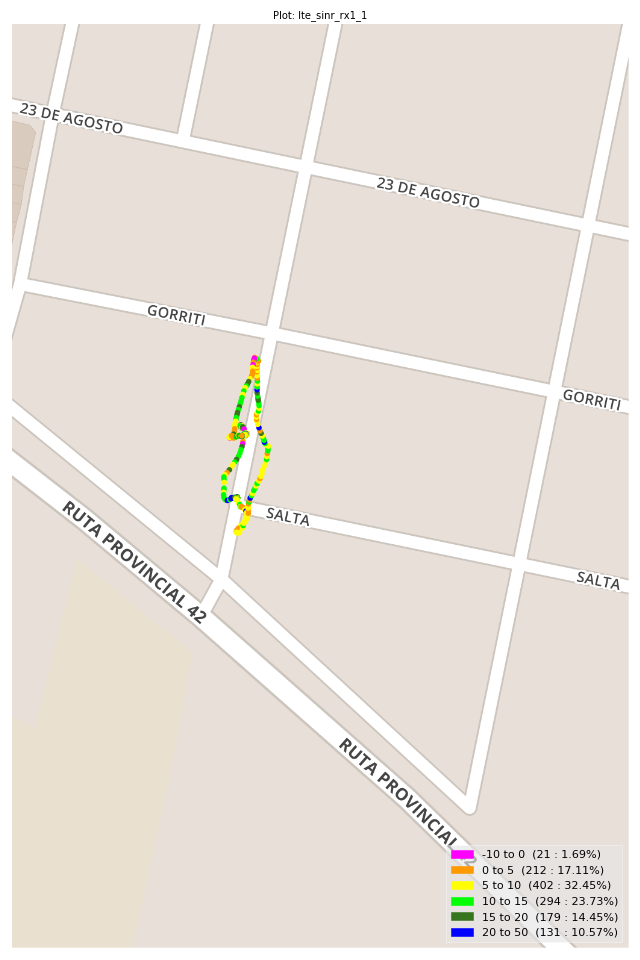 Plot: lte_sinr_rx1_1
23 DE AGOSTO
23 DE AGOSTO
GORRITI
GORRITI
SALTA
SALTA
RUTA PROVINCIAL 42
RUTA PROVINCIAL
-10 to 0  (21 : 1.69%)
0 to 5  (212 : 17.11%)
5 to 10  (402 : 32.45%)
10 to 15  (294 : 23.73%)
15 to 20  (179 : 14.45%)
20 to 50  (131 : 10.57%)